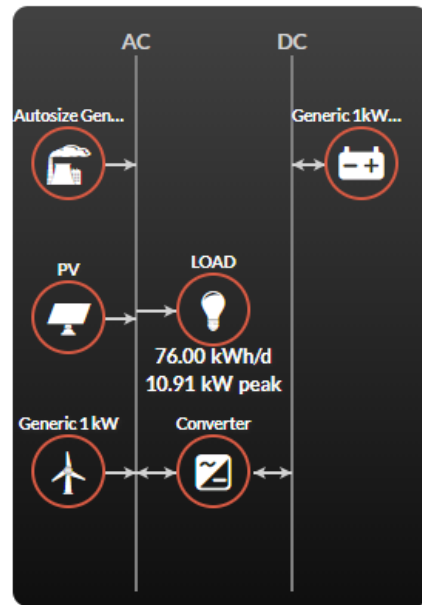 AC DC
Autosize Gen... Generic 1kW...
PV LOAD
76.00 kWh/d
10.91 kW peak
Generic 1 kW Converter